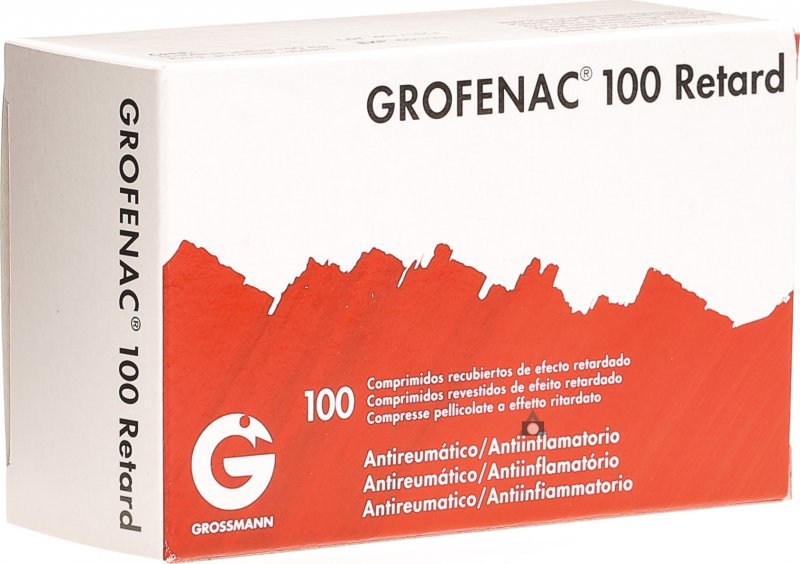 GROFENAC® 100 Retard
GROFENAC® 100 Retard
100
Comprimidos recubiertos de efecto retardado
Comprimidos revestidos de efeito retardado
Compresse pellicolate a effetto ritardato
Antireumático/Antiinflamatorio
Antireumático/Antiinflamatório
Antireumatico/Antiinfiammatorio
G
GROSSMANN